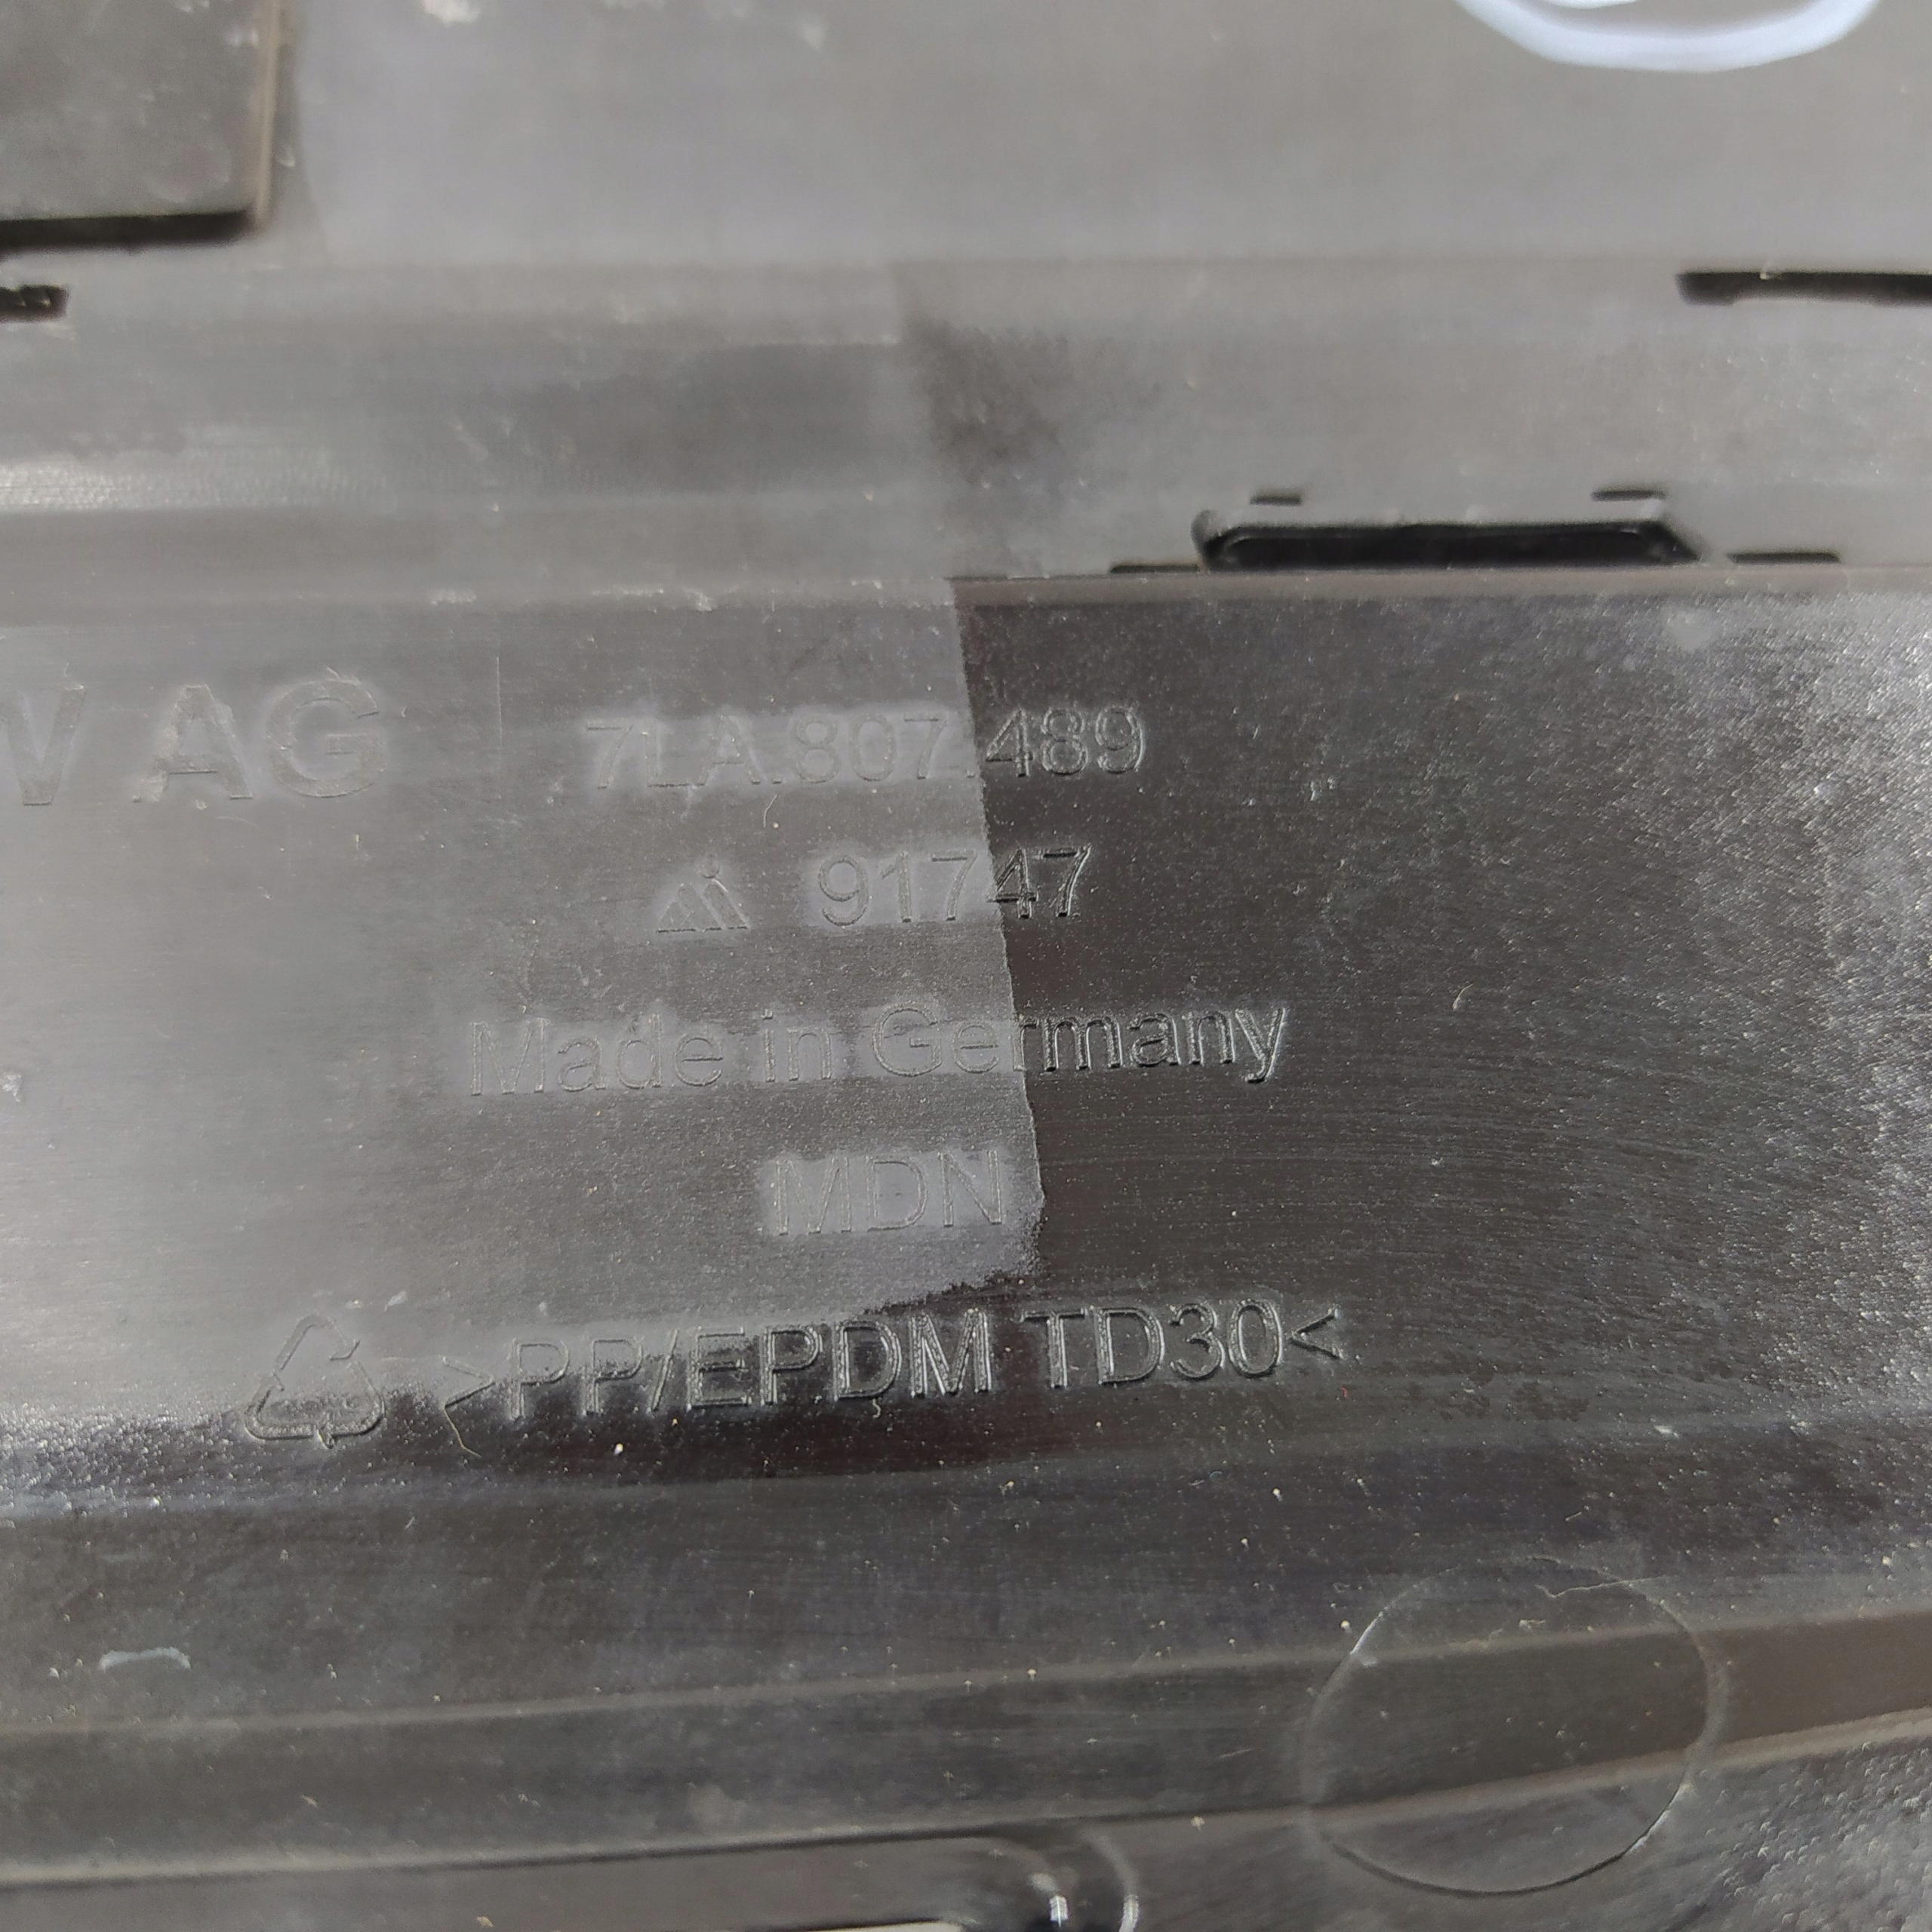 W AG 7LA.807.489
91747
Made in Germany
MDN
>PP/EPDM TD30<